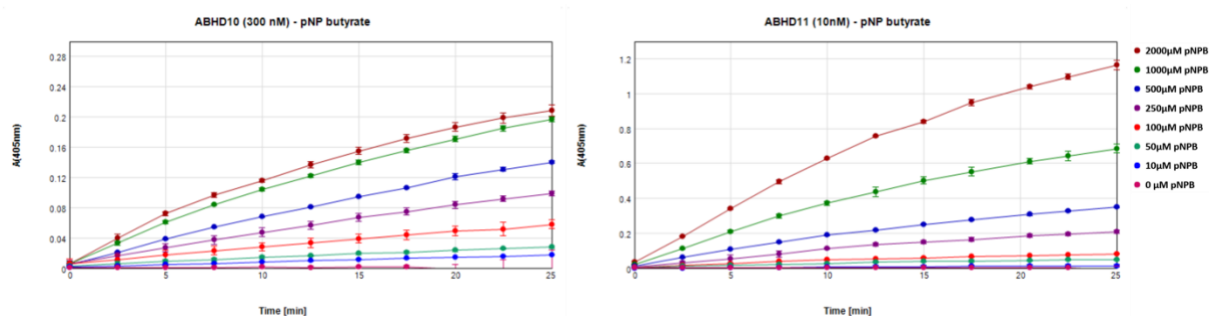 ABHD10 (300 nM) - pNP butyrate
0.28
0.24
0.2
0.16
0.12
0.08
0.04
0
A(405nm)
0 5 10 15 20 25
Time [min]
ABHD11 (10nM) - pNP butyrate
1.2
1
0.8
0.6
0.4
0.2
0
A(405nm)
0 5 10 15 20 25
Time [min]
2000µM pNPB
1000µM pNPB
500µM pNPB
250µM pNPB
100µM pNPB
50µM pNPB
10µM pNPB
0 µM pNPB